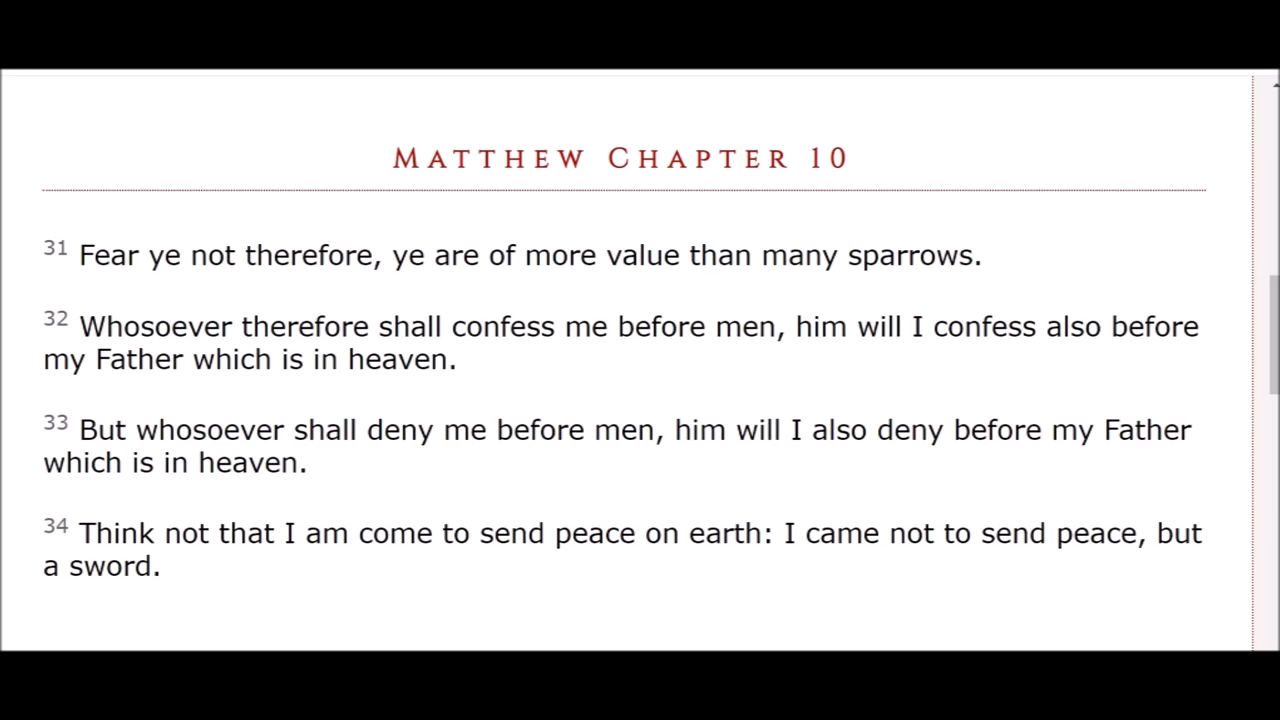 Matthew Chapter 10
31 Fear ye not therefore, ye are of more value than many sparrows.
32 Whosoever therefore shall confess me before men, him will I confess also before
my Father which is in heaven.
33 But whosoever shall deny me before men, him will I also deny before my Father
which is in heaven.
34 Think not that I am come to send peace on earth: I came not to send peace, but
a sword.